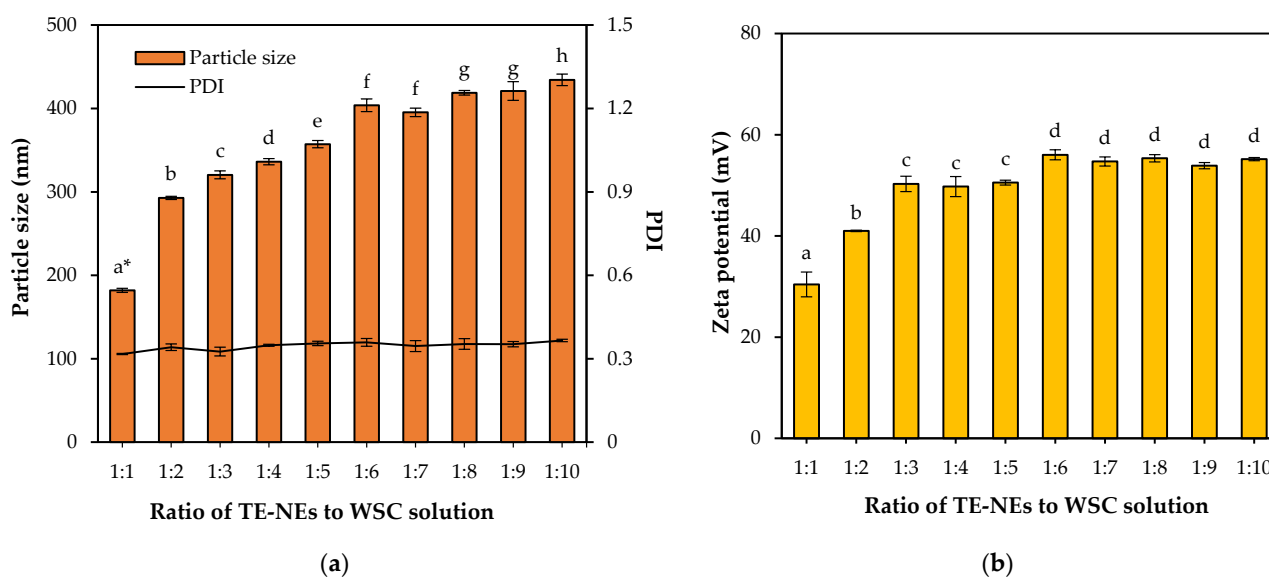 500
400
300
200
100
0
Particle size (nm)
Particle size
PDI
a*
b
c
d
e
f
f
g
g
h
1.5
1.2
0.9
0.6
0.3
0
PDI
1:1 1:2 1:3 1:4 1:5 1:6 1:7 1:8 1:9 1:10
Ratio of TE-NEs to WSC solution
(a)
80
60
40
20
0
Zeta potential (mV)
a
b
c
c
c
d
d
d
d
d
1:1 1:2 1:3 1:4 1:5 1:6 1:7 1:8 1:9 1:10
Ratio of TE-NEs to WSC solution
(b)